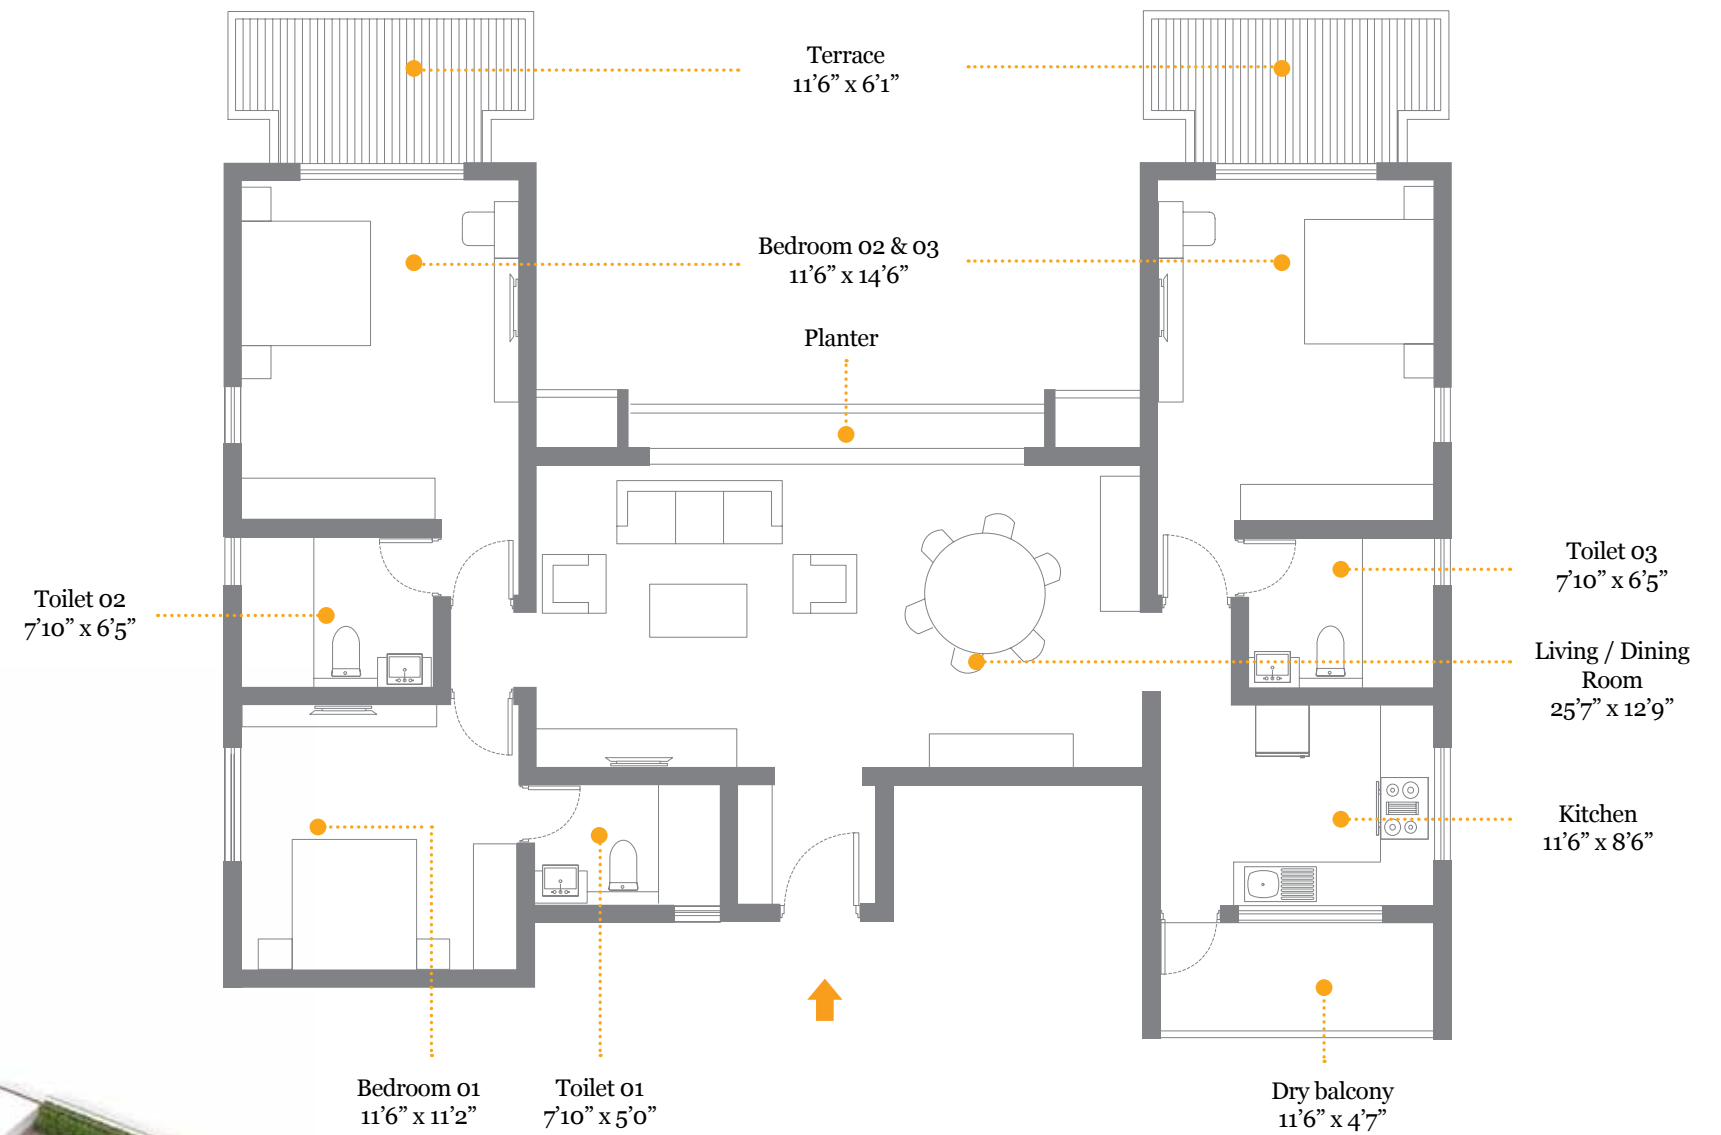 Terrace
11’6” x 6’1”
Bedroom 02 & 03
11’6” x 14’6”
Planter
Toilet 02
7’10” x 6’5”
Toilet 03
7’10” x 6’5”
Living / Dining
Room
25’7” x 12’9”
Kitchen
11’6” x 8’6”
Bedroom 01
11’6” x 11’2”
Toilet 01
7’10” x 5’0”
Dry balcony
11’6” x 4’7”